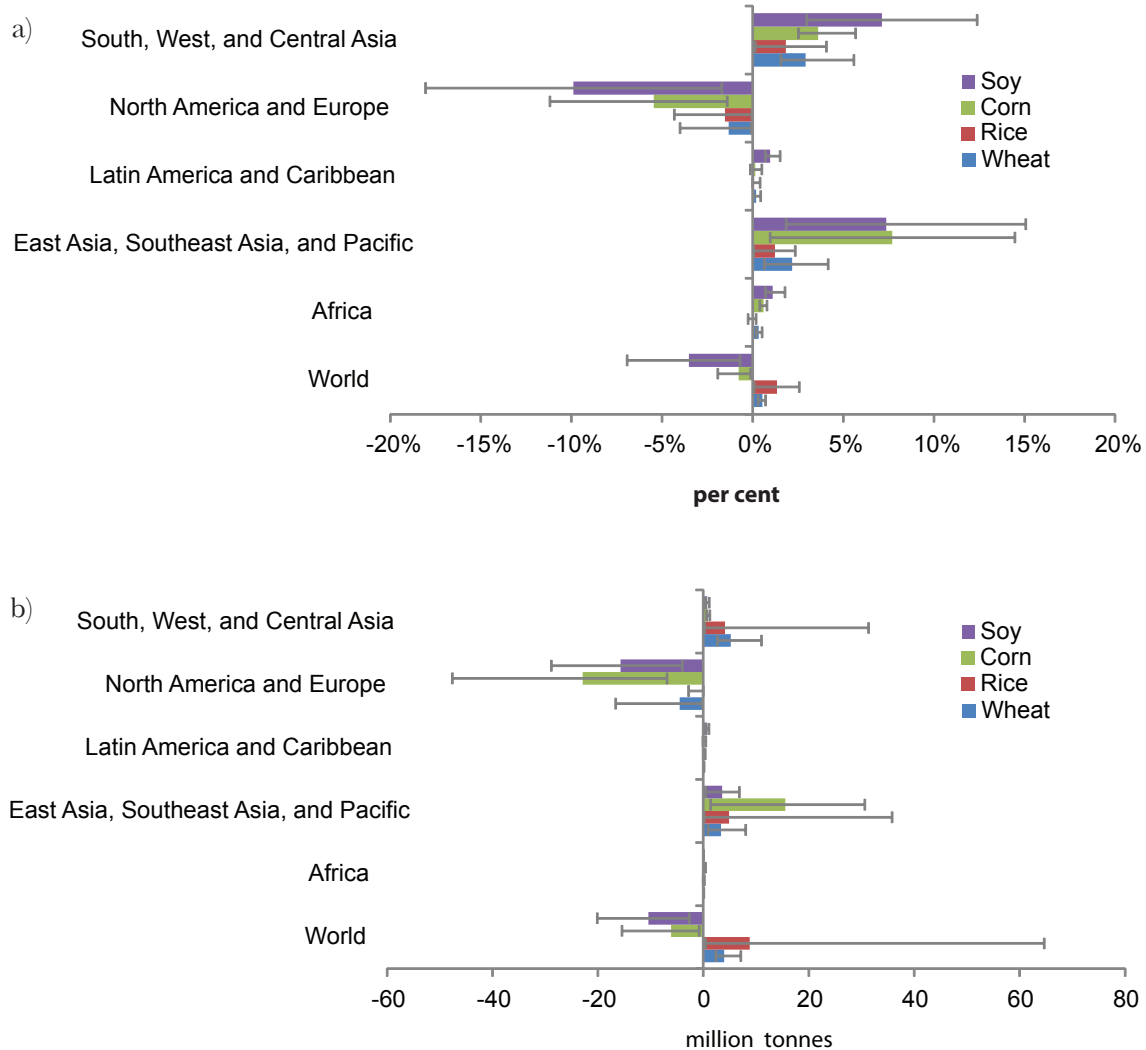 a)
South, West, and Central Asia
North America and Europe
Latin America and Caribbean
East Asia, Southeast Asia, and Pacific
Africa
World
Soy
Corn
Rice
Wheat
-20% -15% -10% -5% 0% 5% 10% 15% 20%
per cent
b)
South, West, and Central Asia
North America and Europe
Latin America and Caribbean
East Asia, Southeast Asia, and Pacific
Africa
World
Soy
Corn
Rice
Wheat
-60 -40 -20 0 20 40 60 80
million tonnes